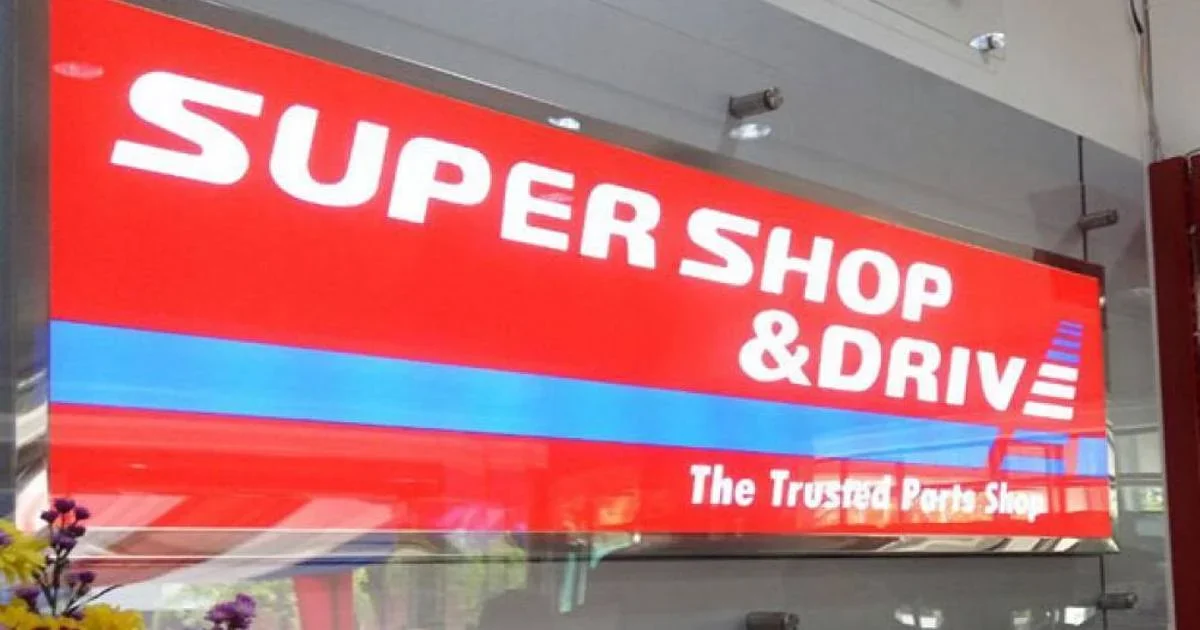 SUPER SHOP
& DRIVE
The Trusted Parts Shop